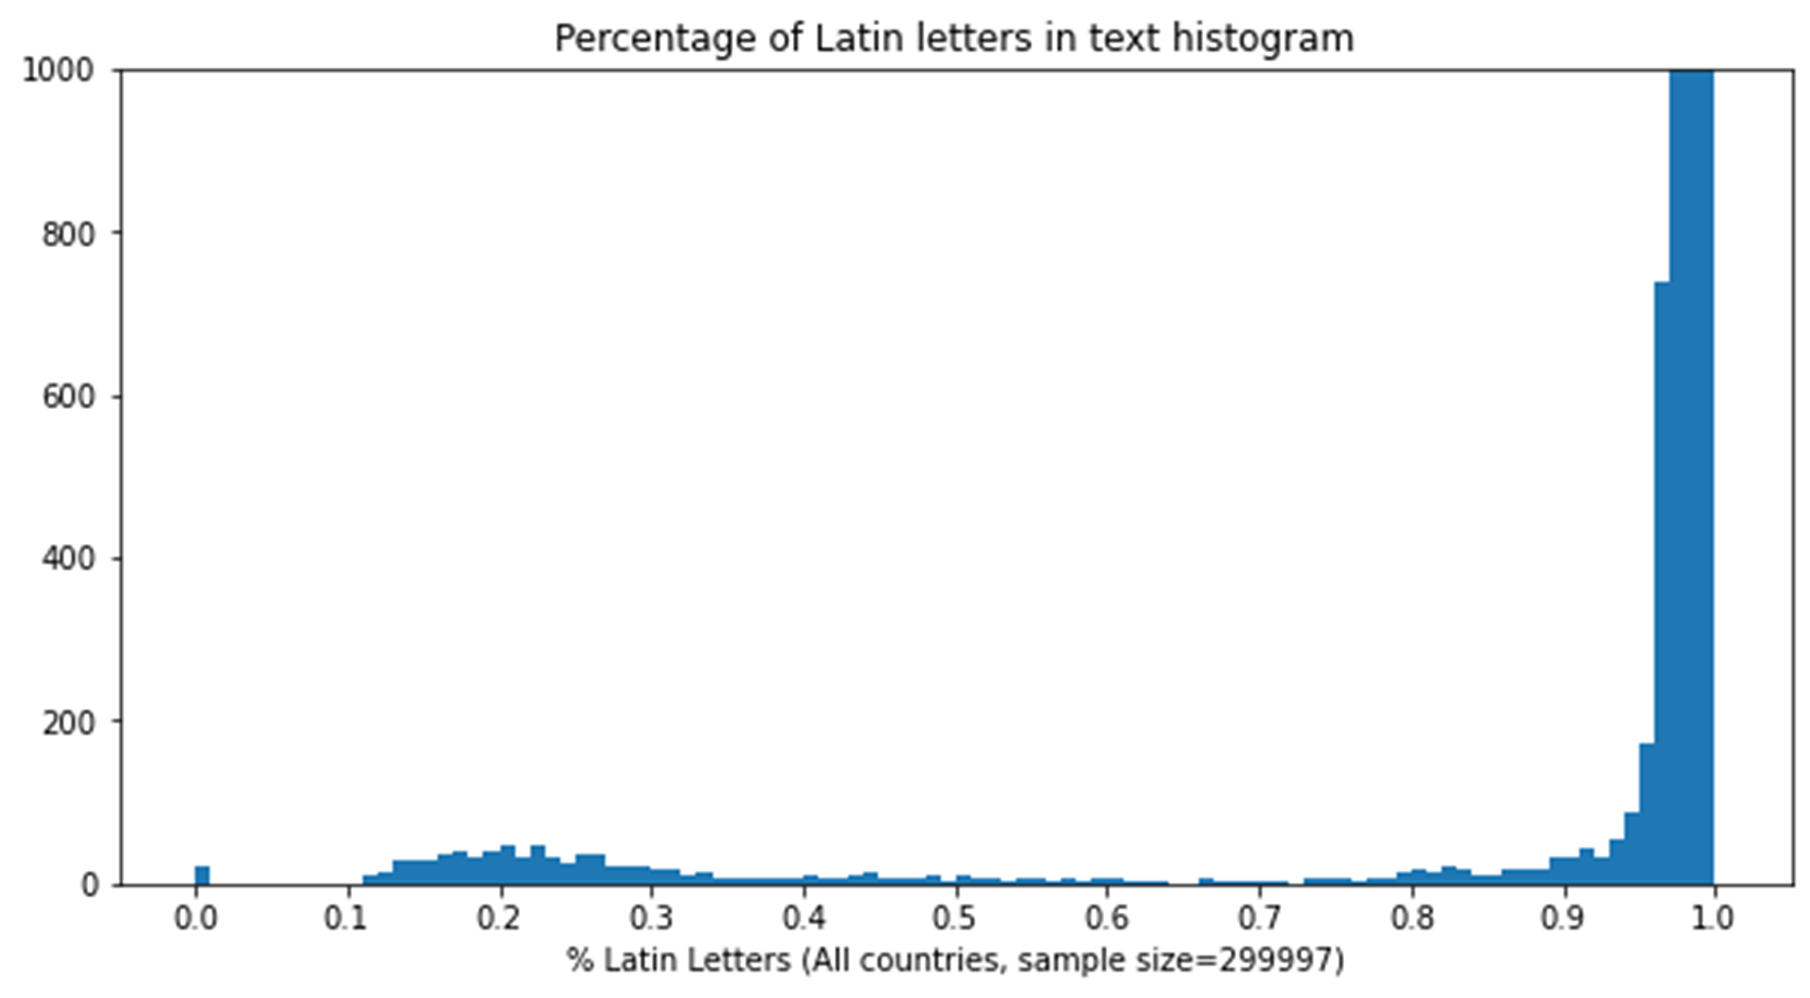 Percentage of Latin letters in text histogram
1000
800
600
400
200
0
0.0 0.1 0.2 0.3 0.4 0.5 0.6 0.7 0.8 0.9 1.0
% Latin Letters (All countries, sample size=299997)